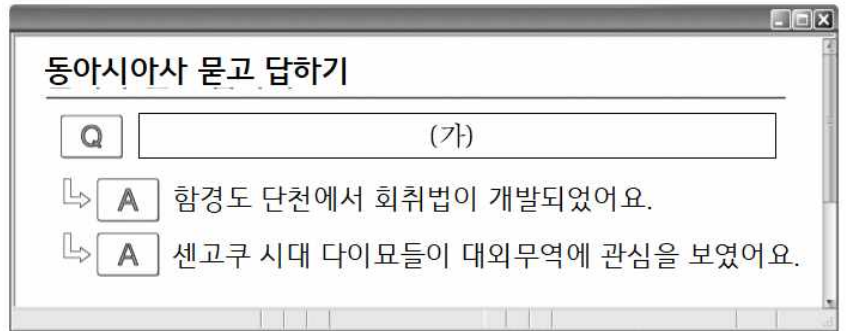 동아시아사 묻고 답하기
Q (가)
A 함경도 단천에서 회취법이 개발되었어요.
A 센고쿠 시대 다이묘들이 대외무역에 관심을 보였어요.